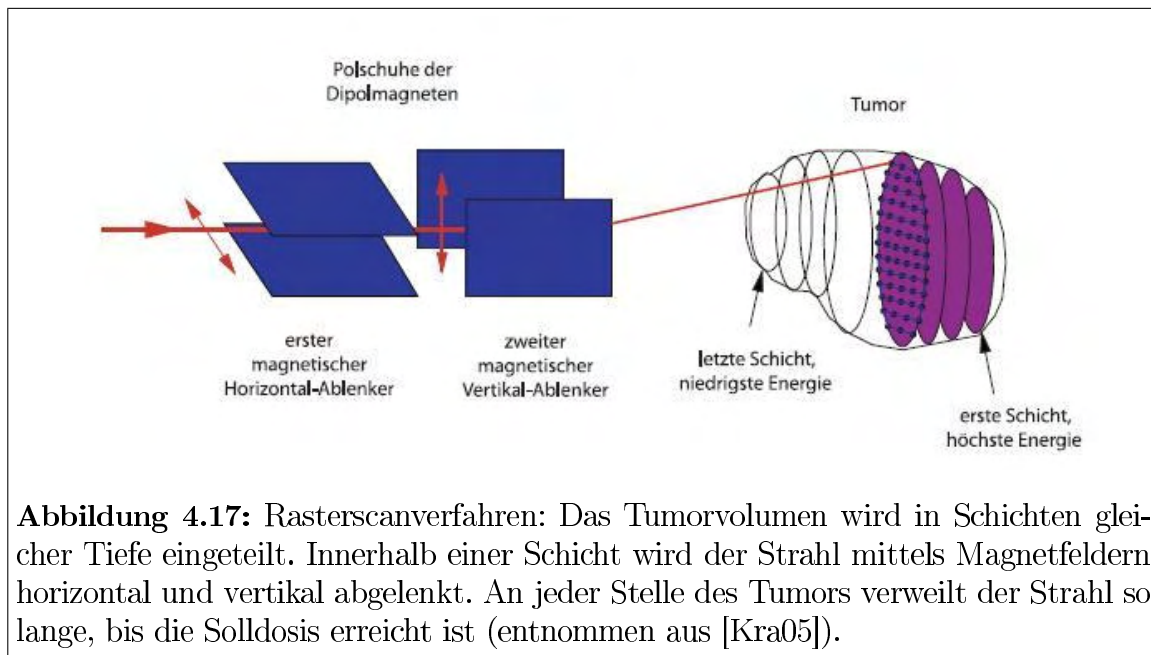 Polschuhe der
Dipolmagneten
Tumor
erster
magnetischer
Horizontal-Ablenker
zweiter
magnetischer
Vertikal-Ablenker
letzte Schicht,
niedrigste Energie
erste Schicht,
höchste Energie
Abbildung 4.17: Rasterscanverfahren: Das Tumorvolumen wird in Schichten glei-
cher Tiefe eingeteilt. Innerhalb einer Schicht wird der Strahl mittels Magnetfeldern
horizontal und vertikal abgelenkt. An jeder Stelle des Tumors verweilt der Strahl so
lange, bis die Solldosis erreicht ist (entnommen aus [Kra05]).